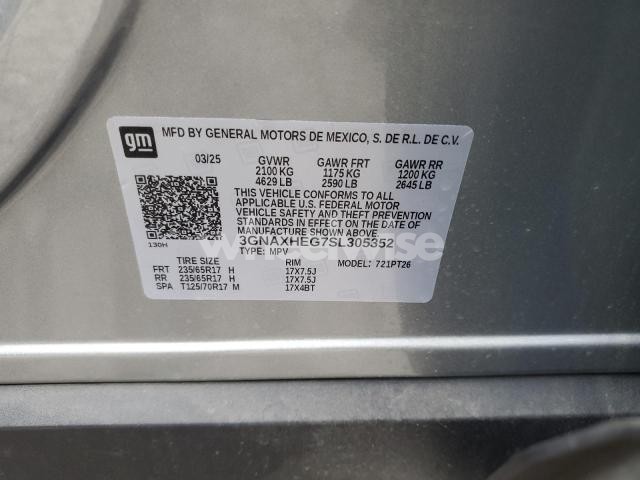 gm MFD BY GENERAL MOTORS DE MEXICO, S. DE R.L. DE C.V.
03/25 GVWR GAWR FRT GAWR RR
2100 KG 1175 KG 1200 KG
4629 LB 2590 LB 2645 LB
THIS VEHICLE CONFORMS TO ALL
APPLICABLE U.S. FEDERAL MOTOR
VEHICLE SAFETY AND THEFT PREVENTION
STANDARDS IN EFFECT ON THE DATE OF
MANUFACTURE SHOWN ABOVE.
3GNAXHEG7SL305352
130H TYPE: MPV
TIRE SIZE RIM MODEL: 721PT26
FRT 235/65R17 H 17X7.5J
RR 235/65R17 H 17X7.5J
SPA T125/70R17 M 17X4BT